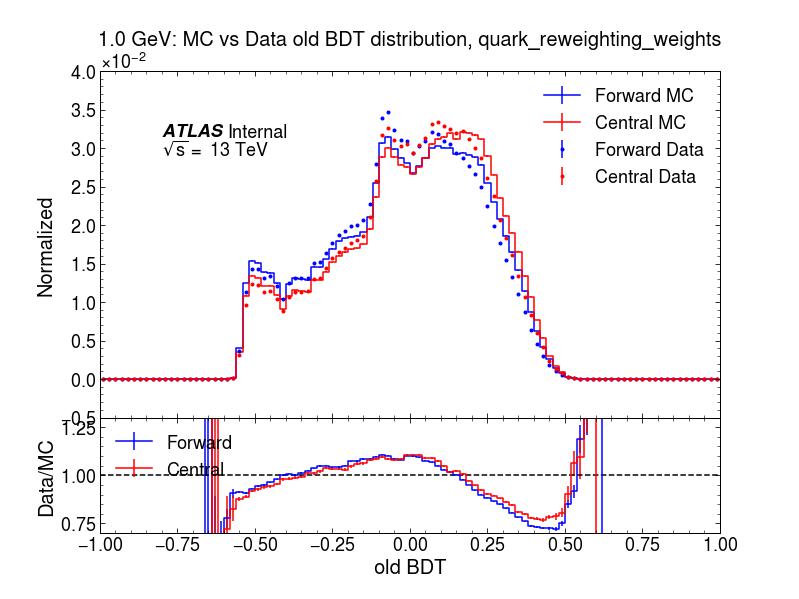 1.0 GeV: MC vs Data old BDT distribution, quark_reweighting_weights
×10⁻²
4.0
3.5
3.0
2.5
2.0
1.5
1.0
0.5
0.0
−0.5
Normalized
ATLAS Internal
√s = 13 TeV
Forward MC
Central MC
Forward Data
Central Data
1.25
1.00
0.75
Data/MC
Forward
Central
−1.00 −0.75 −0.50 −0.25 0.00 0.25 0.50 0.75 1.00
old BDT